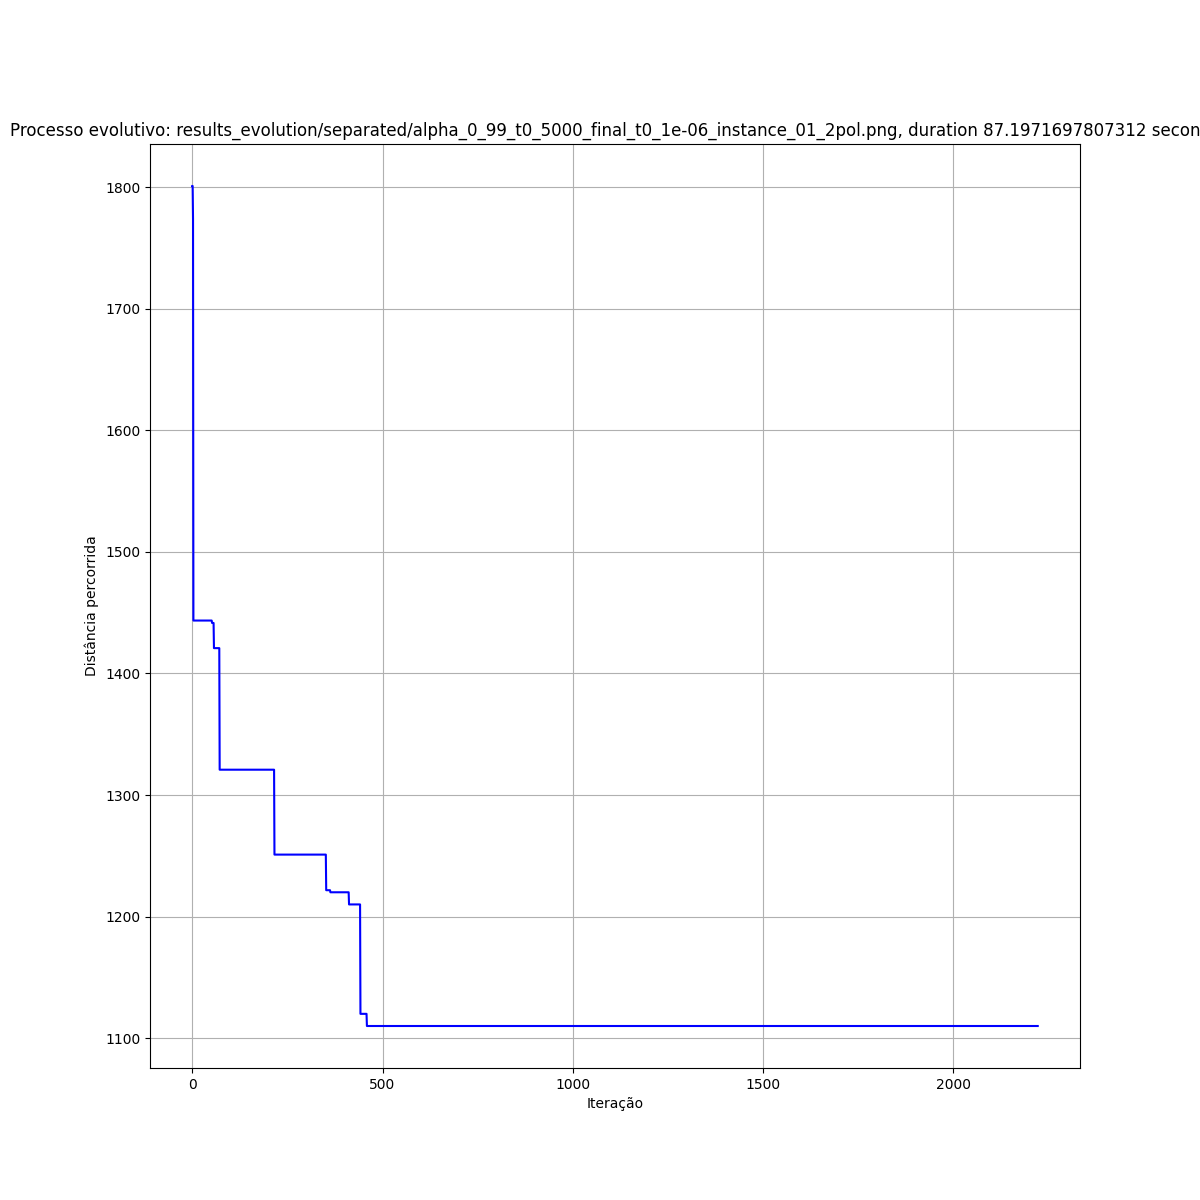 Processo evolutivo: results_evolution/separated/alpha_0_99_t0_5000_final_t0_1e-06_instance_01_2pol.png, duration 87.1971697807312 secon
1800
1700
1600
1500
1400
1300
1200
1100
Distância percorrida
0 500 1000 1500 2000
Iteração